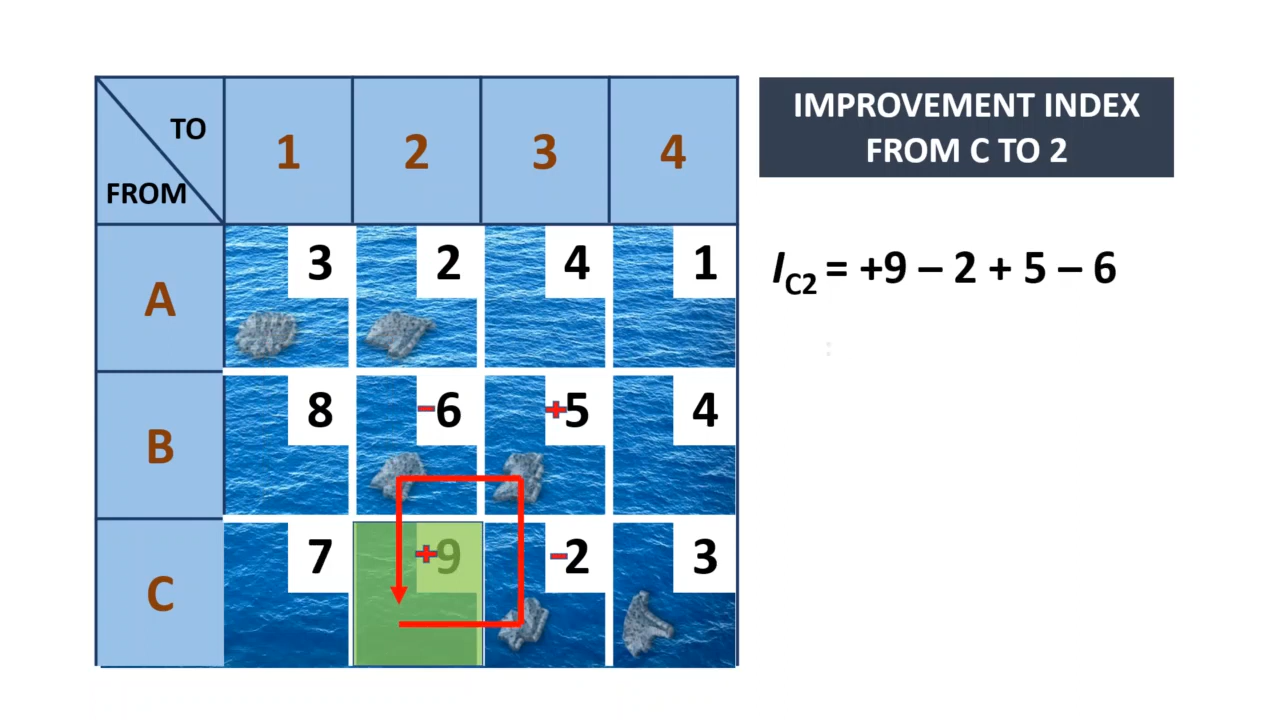 TO
FROM
1 2 3 4
A 3 2 4 1
B 8 -6 +5 4
C 7 +9 -2 3
IMPROVEMENT INDEX
FROM C TO 2
IC2 = +9 – 2 + 5 – 6